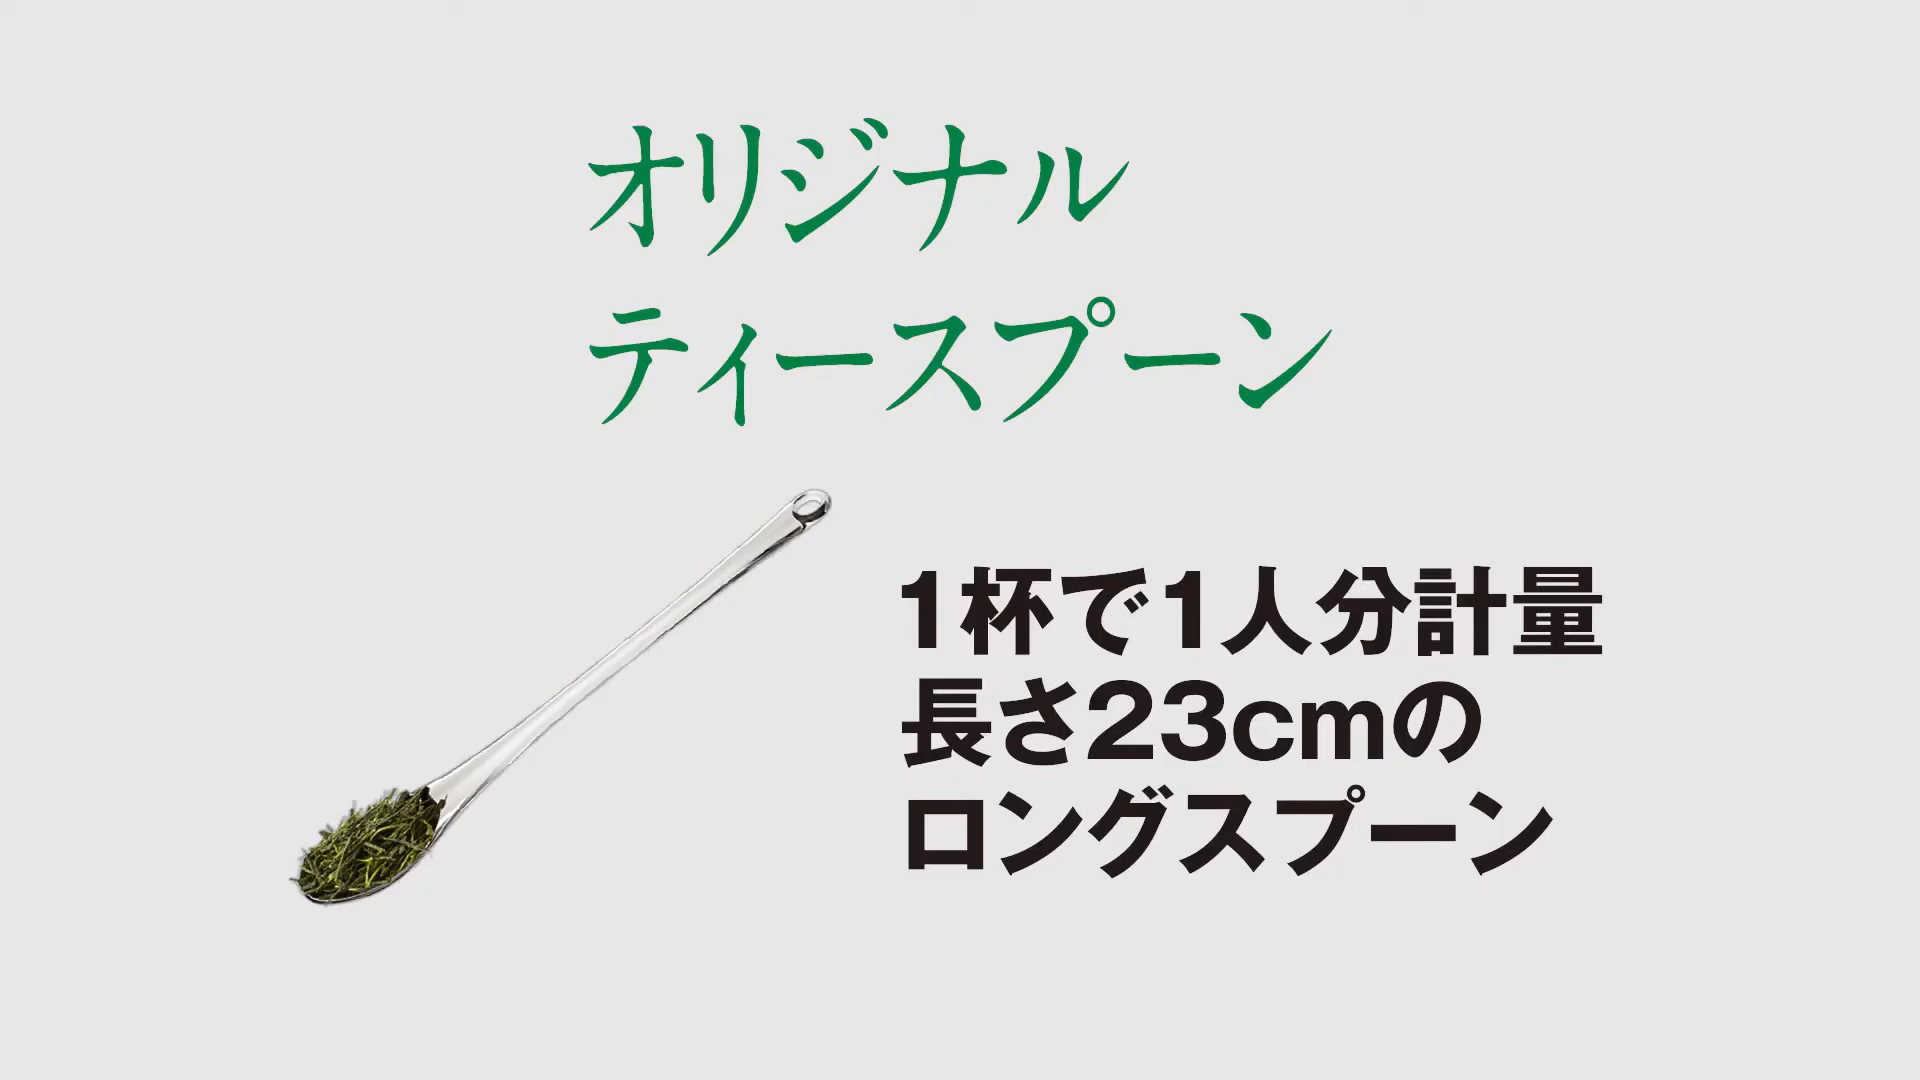 オリジナル
ティースプーン
1杯で1人分計量
長さ23cmの
ロングスプーン